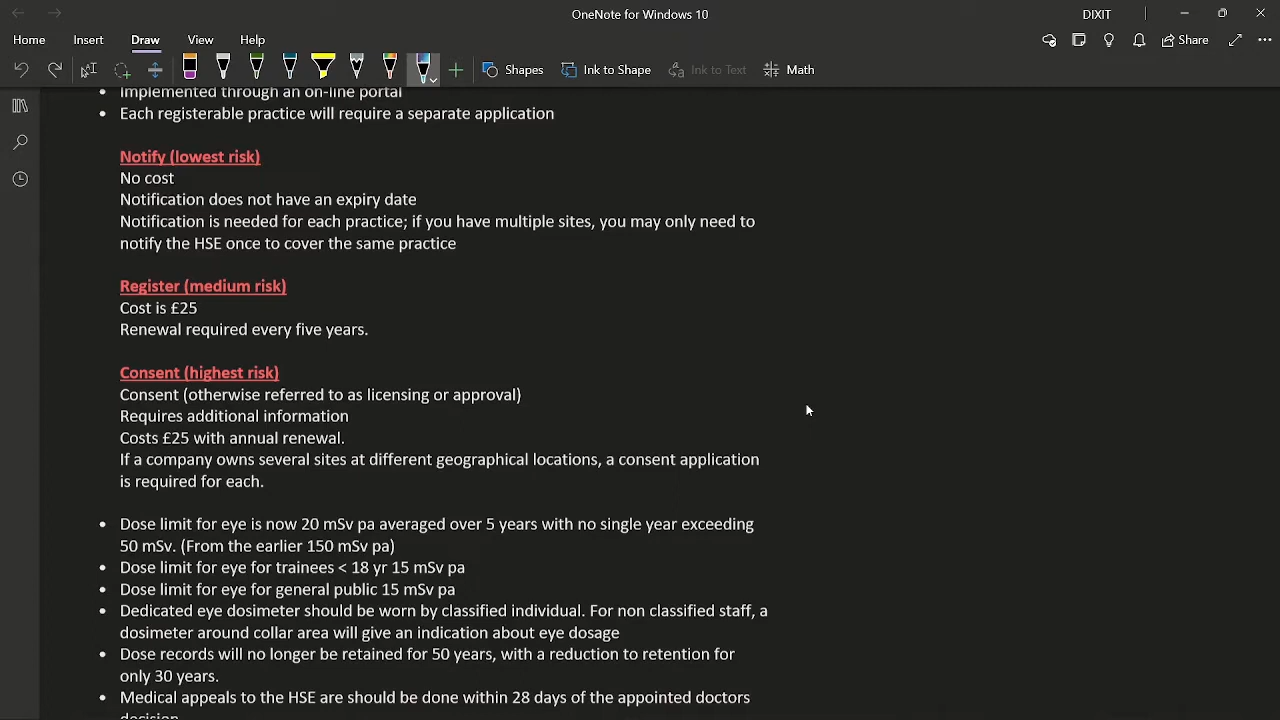 OneNote for Windows 10
DIXIT
Home Insert Draw View Help
Share
Shapes Ink to Shape Ink to Text Math
Implemented through an on-line portal
• Each registerable practice will require a separate application
Notify (lowest risk)
No cost
Notification does not have an expiry date
Notification is needed for each practice; if you have multiple sites, you may only need to
notify the HSE once to cover the same practice
Register (medium risk)
Cost is £25
Renewal required every five years.
Consent (highest risk)
Consent (otherwise referred to as licensing or approval)
Requires additional information
Costs £25 with annual renewal.
If a company owns several sites at different geographical locations, a consent application
is required for each.
• Dose limit for eye is now 20 mSv pa averaged over 5 years with no single year exceeding
50 mSv. (From the earlier 150 mSv pa)
• Dose limit for eye for trainees < 18 yr 15 mSv pa
• Dose limit for eye for general public 15 mSv pa
• Dedicated eye dosimeter should be worn by classified individual. For non classified staff, a
dosimeter around collar area will give an indication about eye dosage
• Dose records will no longer be retained for 50 years, with a reduction to retention for
only 30 years.
• Medical appeals to the HSE are should be done within 28 days of the appointed doctors
decision